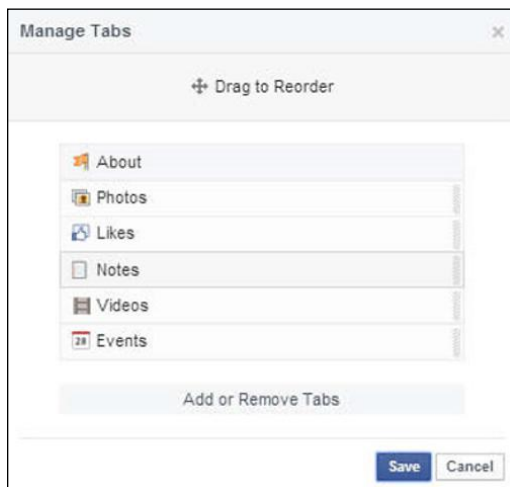 Manage Tabs
Drag to Reorder
About
Photos
Likes
Notes
Videos
28 Events
Add or Remove Tabs
Save Cancel